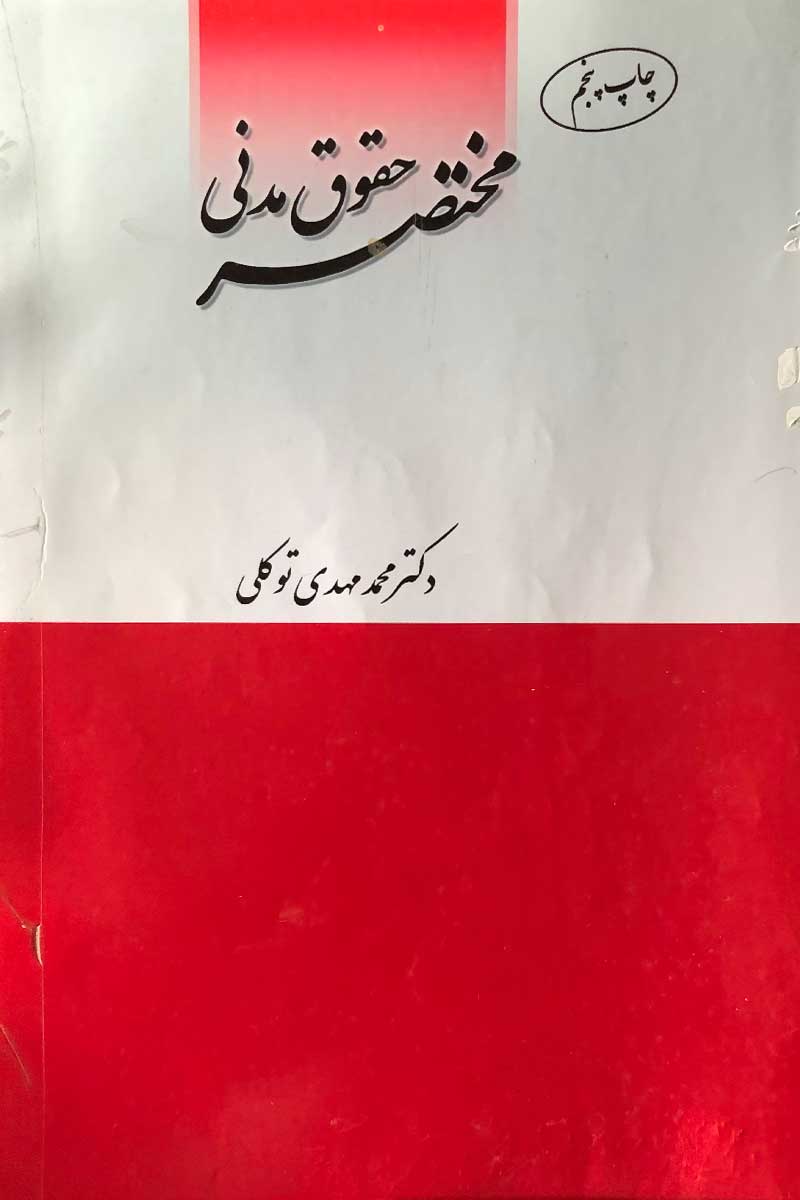 چاپ پنجم
مختصر حقوق مدنی
دکتر محمد مهدی توکلی